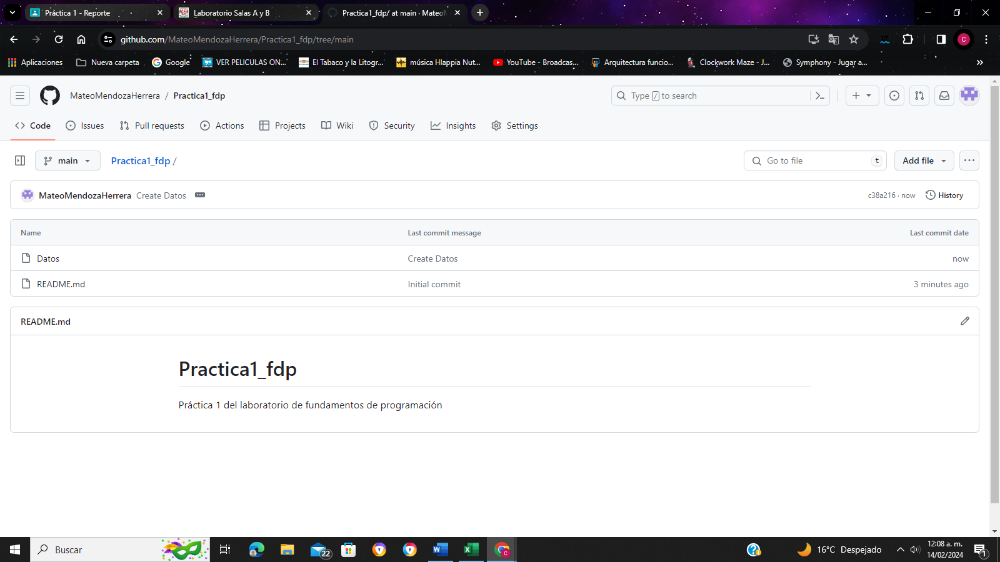 Práctica 1 - Reporte
Laboratorio Salas A y B
Practica1_fdp/ at main · MateoM
github.com/MateoMendozaHerrera/Practica1_fdp/tree/main
C
Aplicaciones
Nueva carpeta
Google
VER PELICULAS ON...
El Tabaco y la Litogr...
música Hlappia Nut...
YouTube - Broadcas...
Arquitectura funcio...
Clockwork Maze - J...
Symphony - Jugar a...
MateoMendozaHerrera / Practica1_fdp
Type / to search
Code
Issues
Pull requests
Actions
Projects
Wiki
Security
Insights
Settings
main
Practica1_fdp /
Go to file
t
Add file
MateoMendozaHerrera Create Datos
c38a216 · now
History
Name
Last commit message
Last commit date
Datos
Create Datos
now
README.md
Initial commit
3 minutes ago
README.md
Practica1_fdp
Práctica 1 del laboratorio de fundamentos de programación
Buscar
22
16°C Despejado
12:08 a. m.
14/02/2024
1